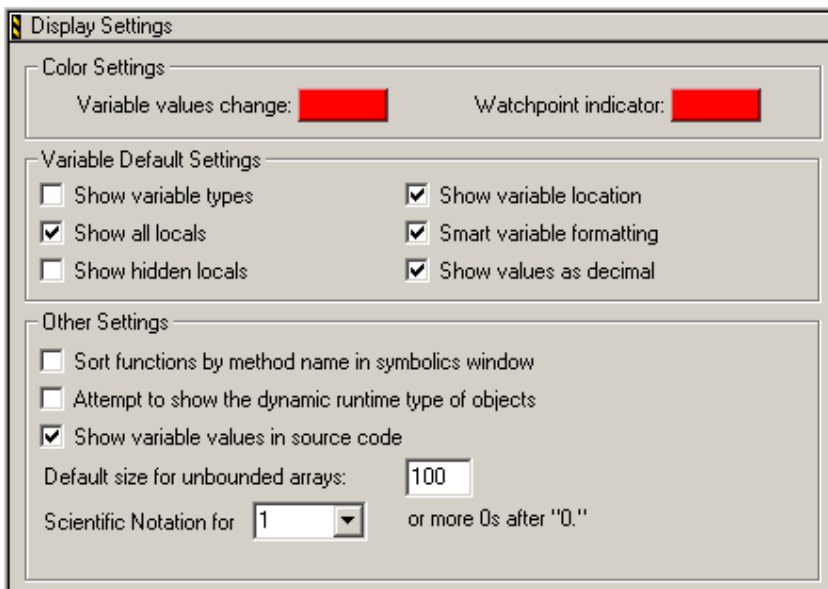 Display Settings
Color Settings
Variable values change: Watchpoint indicator:
Variable Default Settings
Show variable types Show variable location
Show all locals Smart variable formatting
Show hidden locals Show values as decimal
Other Settings
Sort functions by method name in symbolics window
Attempt to show the dynamic runtime type of objects
Show variable values in source code
Default size for unbounded arrays: 100
Scientific Notation for 1 or more 0s after "0."